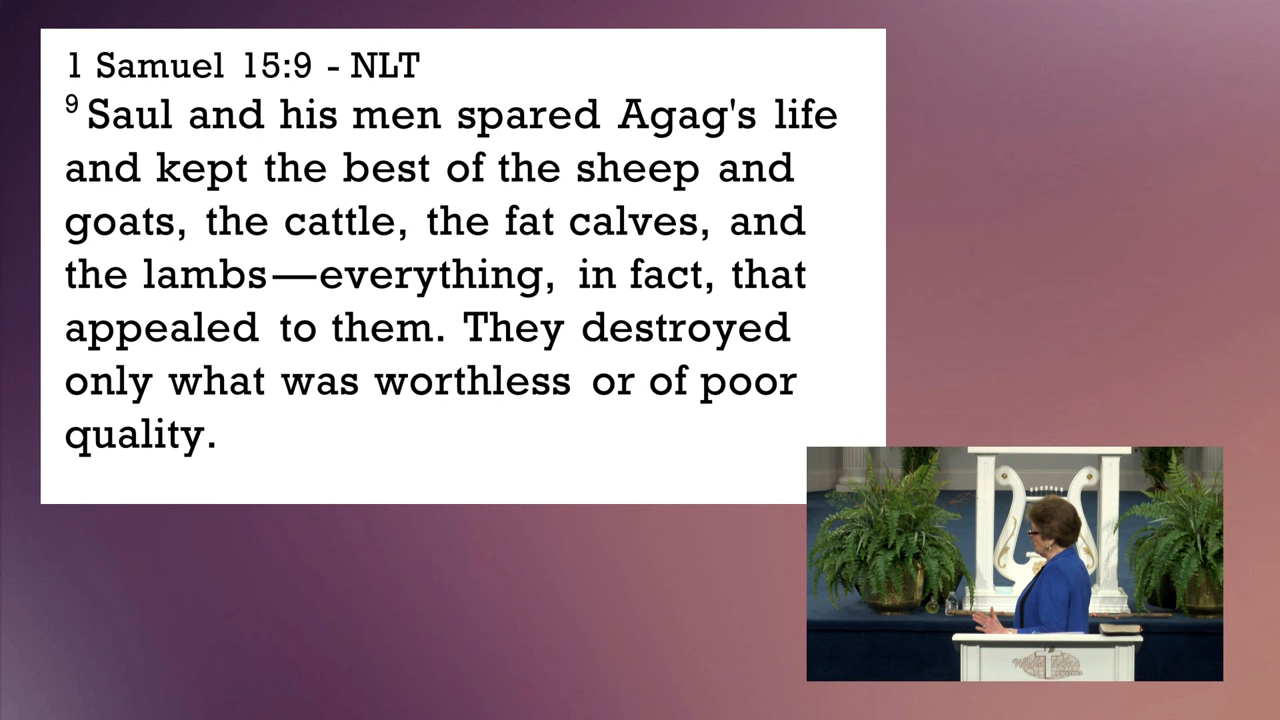 1 Samuel 15:9 - NLT
9 Saul and his men spared Agag's life
and kept the best of the sheep and
goats, the cattle, the fat calves, and
the lambs—everything, in fact, that
appealed to them. They destroyed
only what was worthless or of poor
quality.